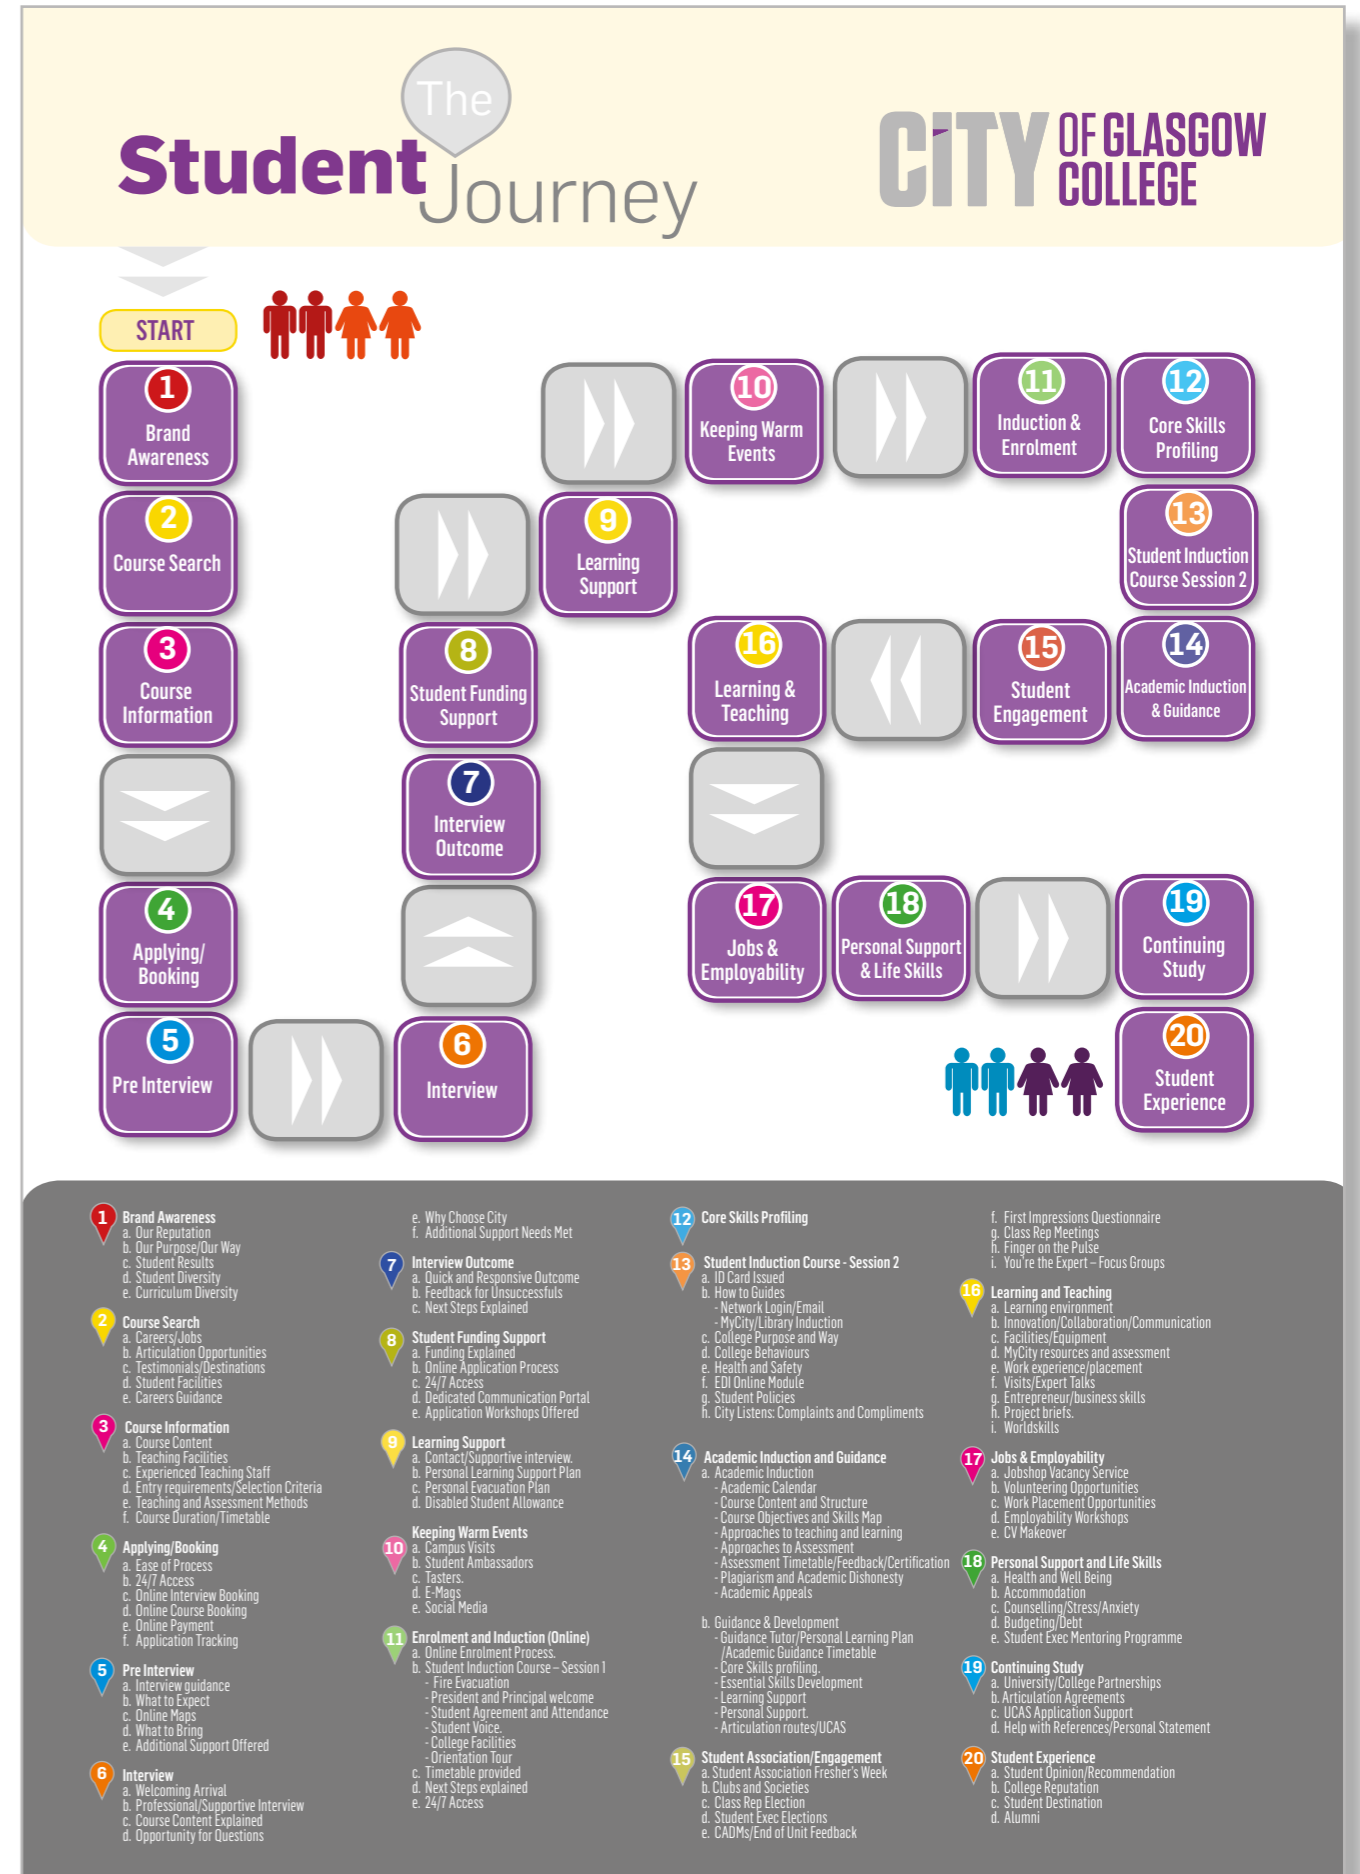 The
Student
Journey
CiTY OF GLASGOW
COLLEGE
START
1
Brand
Awareness
2
Course Search
3
Course
Information
4
Applying/
Booking
5
Pre Interview
6
Interview
7
Interview
Outcome
8
Student Funding
Support
9
Learning
Support
10
Keeping Warm
Events
11
Induction &
Enrolment
12
Core Skills
Profiling
13
Student Induction
Course Session 2
14
Academic Induction
& Guidance
15
Student
Engagement
16
Learning &
Teaching
17
Jobs &
Employability
18
Personal Support
& Life Skills
19
Continuing
Study
20
Student
Experience
1 Brand Awareness
a. Our Reputation
b. Our Purpose/Our Way
c. Student Results
d. Student Diversity
e. Curriculum Diversity
2 Course Search
a. Careers/Jobs
b. Articulation Opportunities
c. Testimonials/Destinations
d. Student Facilities
e. Careers Guidance
3 Course Information
a. Course Content
b. Teaching Facilities
c. Experienced Teaching Staff
d. Entry requirements/Selection Criteria
e. Teaching and Assessment Methods
f. Course Duration/Timetable
4 Applying/Booking
a. Ease of Process
b. 24/7 Access
c. Online Interview Booking
d. Online Course Booking
e. Online Payment
f. Application Tracking
5 Pre Interview
a. Interview guidance
b. What to Expect
c. Online Maps
d. What to Bring
e. Additional Support Offered
6 Interview
a. Welcoming Arrival
b. Professional/Supportive Interview
c. Course Content Explained
d. Opportunity for Questions
e. Why Choose City
f. Additional Support Needs Met
7 Interview Outcome
a. Quick and Responsive Outcome
b. Feedback for Unsuccessfuls
c. Next Steps Explained
8 Student Funding Support
a. Funding Explained
b. Online Application Process
c. 24/7 Access
d. Dedicated Communication Portal
e. Application Workshops Offered
9 Learning Support
a. Contact/Supportive interview.
b. Personal Learning Support Plan
c. Personal Evacuation Plan
d. Disabled Student Allowance
10 Keeping Warm Events
a. Campus Visits
b. Student Ambassadors
c. Tasters.
d. E-Mags
e. Social Media
11 Enrolment and Induction (Online)
a. Online Enrolment Process.
b. Student Induction Course – Session 1
- Fire Evacuation
- President and Principal welcome
- Student Agreement and Attendance
- Student Voice.
- College Facilities
- Orientation Tour
c. Timetable provided
d. Next Steps explained
e. 24/7 Access
12 Core Skills Profiling
13 Student Induction Course - Session 2
a. ID Card Issued
b. How to Guides
- Network Login/Email
- MyCity/Library Induction
c. College Purpose and Way
d. College Behaviours
e. Health and Safety
f. EDI Online Module
g. Student Policies
h. City Listens: Complaints and Compliments
14 Academic Induction and Guidance
a. Academic Induction
- Academic Calendar
- Course Content and Structure
- Course Objectives and Skills Map
- Approaches to teaching and learning
- Approaches to Assessment
- Assessment Timetable/Feedback/Certification
- Plagiarism and Academic Dishonesty
- Academic Appeals
b. Guidance & Development
- Guidance Tutor/Personal Learning Plan
/Academic Guidance Timetable
- Core Skills profiling.
- Essential Skills Development
- Learning Support
- Personal Support.
- Articulation routes/UCAS
15 Student Association/Engagement
a. Student Association Fresher's Week
b. Clubs and Societies
c. Class Rep Election
d. Student Exec Elections
e. CADMs/End of Unit Feedback
f. First Impressions Questionnaire
g. Class Rep Meetings
h. Finger on the Pulse
i. You're the Expert – Focus Groups
16 Learning and Teaching
a. Learning environment
b. Innovation/Collaboration/Communication
c. Facilities/Equipment
d. MyCity resources and assessment
e. Work experience/placement
f. Visits/Expert Talks
g. Entrepreneur/business skills
h. Project briefs.
i. Worldskills
17 Jobs & Employability
a. Jobshop Vacancy Service
b. Volunteering Opportunities
c. Work Placement Opportunities
d. Employability Workshops
e. CV Makeover
18 Personal Support and Life Skills
a. Health and Well Being
b. Accommodation
c. Counselling/Stress/Anxiety
d. Budgeting/Debt
e. Student Exec Mentoring Programme
19 Continuing Study
a. University/College Partnerships
b. Articulation Agreements
c. UCAS Application Support
d. Help with References/Personal Statement
20 Student Experience
a. Student Opinion/Recommendation
b. College Reputation
c. Student Destination
d. Alumni